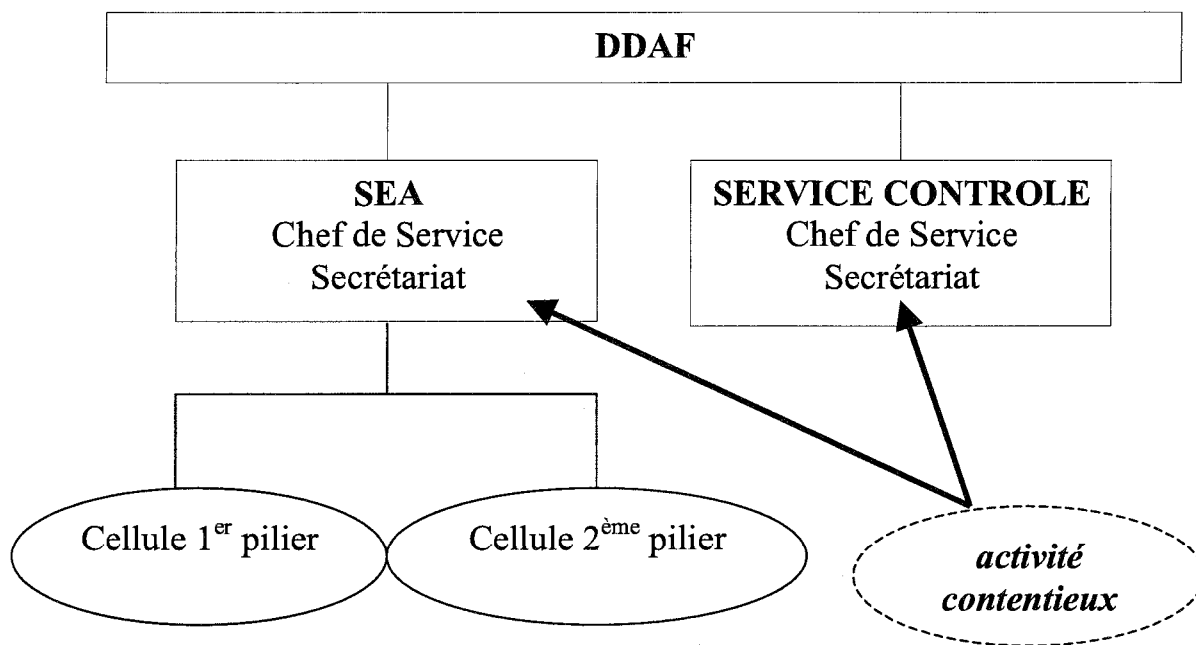 DDAF
SEA
Chef de Service
Secrétariat
SERVICE CONTROLE
Chef de Service
Secrétariat
Cellule 1er pilier
Cellule 2ème pilier
activité
contentieux